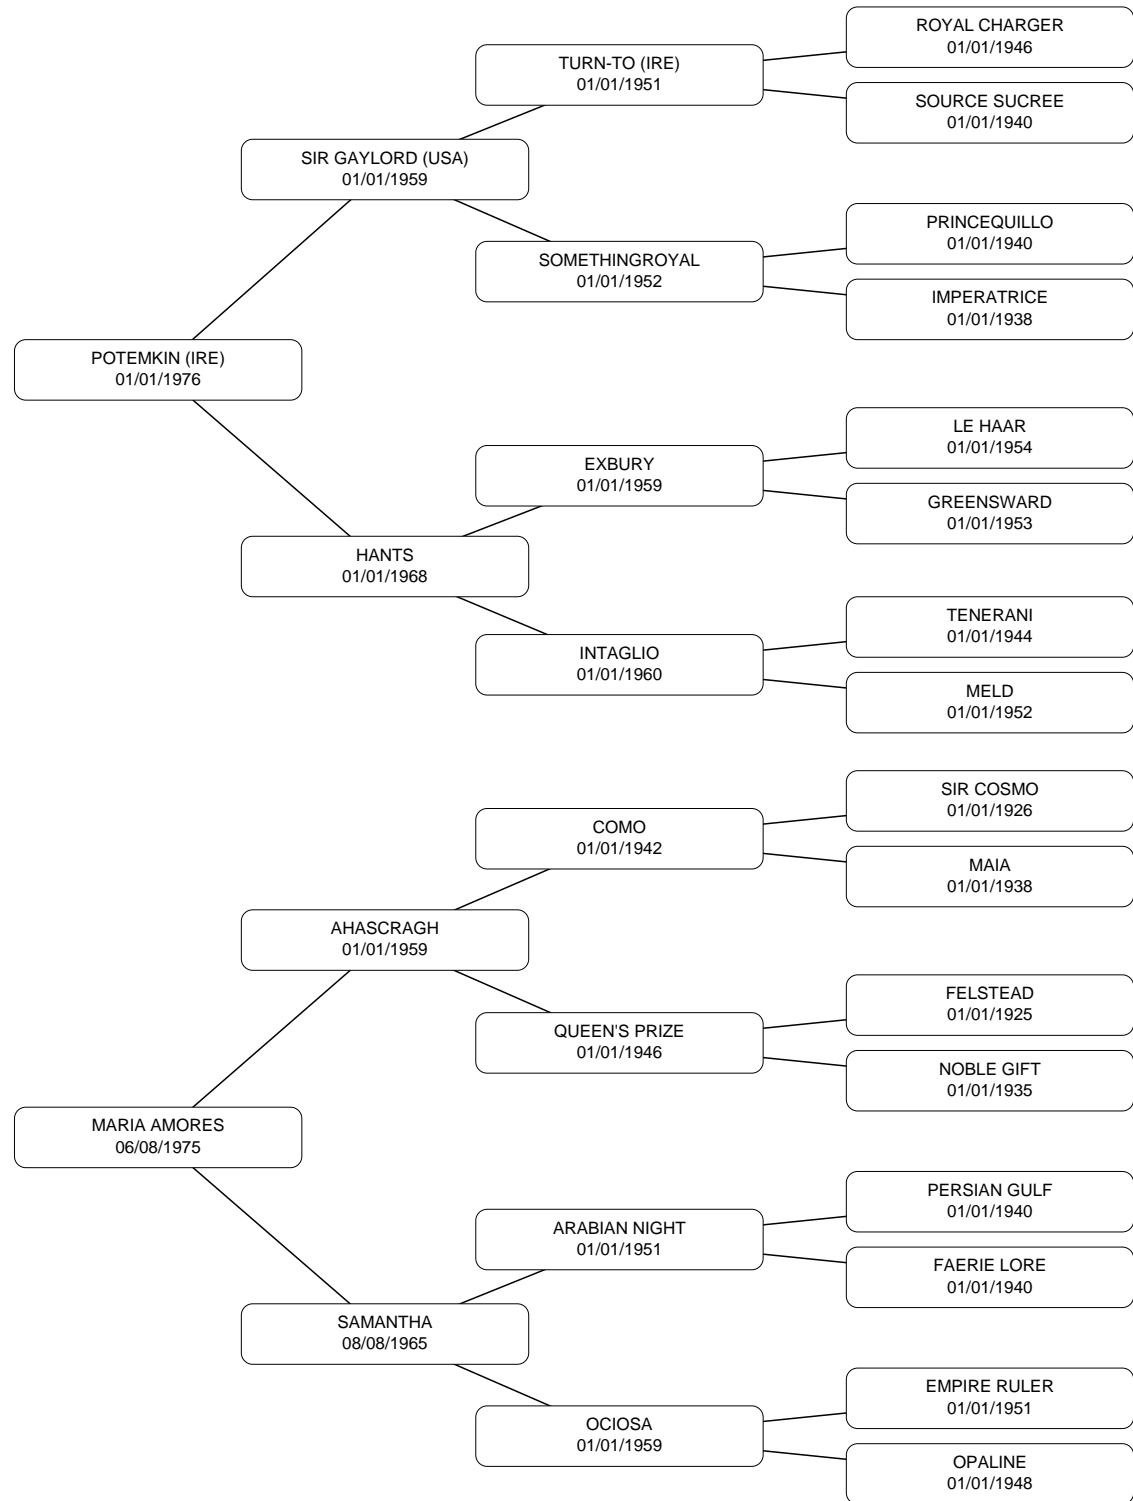 ROYAL CHARGER
01/01/1946
TURN-TO (IRE)
01/01/1951
SOURCE SUCREE
01/01/1940
SIR GAYLORD (USA)
01/01/1959
PRINCEQUILLO
01/01/1940
SOMETHINGROYAL
01/01/1952
IMPERATRICE
01/01/1938
POTEMKIN (IRE)
01/01/1976
LE HAAR
01/01/1954
EXBURY
01/01/1959
GREENSWARD
01/01/1953
HANTS
01/01/1968
TENERANI
01/01/1944
INTAGLIO
01/01/1960
MELD
01/01/1952
SIR COSMO
01/01/1926
COMO
01/01/1942
MAIA
01/01/1938
AHASCRAGH
01/01/1959
FELSTEAD
01/01/1925
QUEEN'S PRIZE
01/01/1946
NOBLE GIFT
01/01/1935
MARIA AMORES
06/08/1975
PERSIAN GULF
01/01/1940
ARABIAN NIGHT
01/01/1951
FAERIE LORE
01/01/1940
SAMANTHA
08/08/1965
EMPIRE RULER
01/01/1951
OCIOSA
01/01/1959
OPALINE
01/01/1948